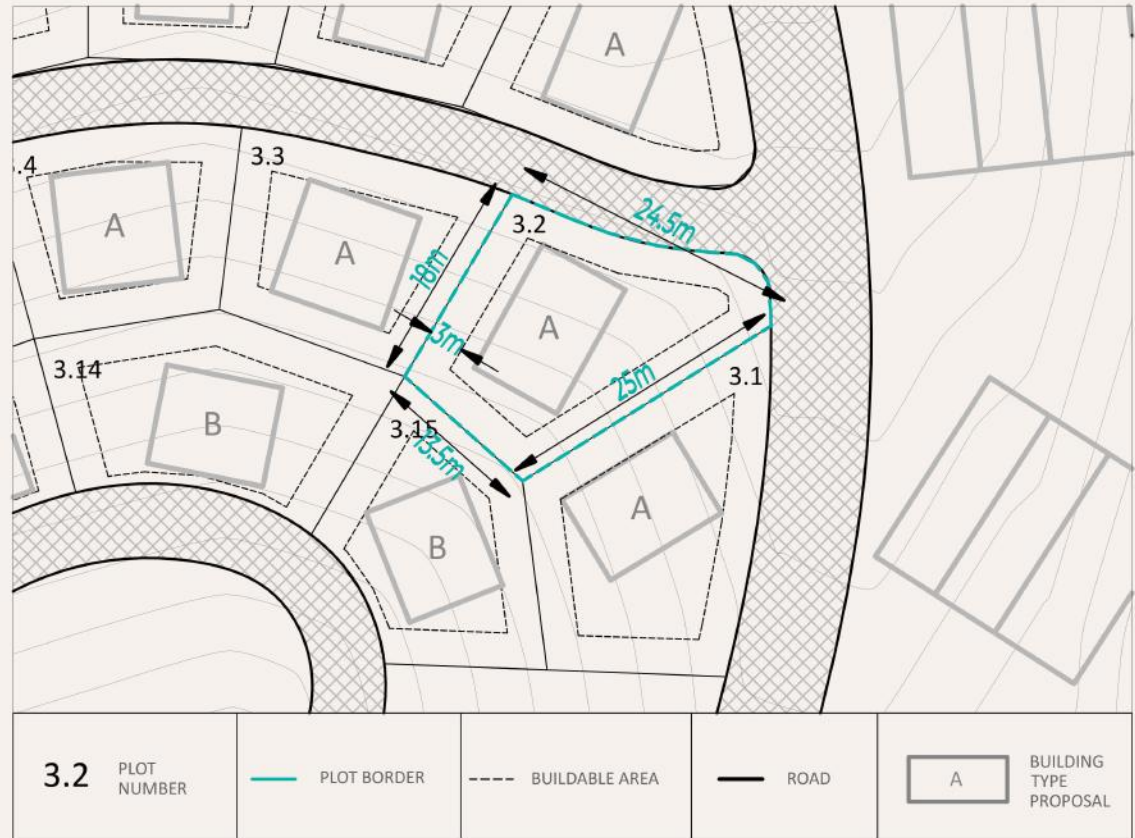 A
3.4
3.3
A
A
3.2
24.5m
18m
3m
A
25m
3.1
3.14
B
3.15
13.5m
A
B
3.2
PLOT
NUMBER
PLOT BORDER
BUILDABLE AREA
ROAD
A
BUILDING
TYPE
PROPOSAL